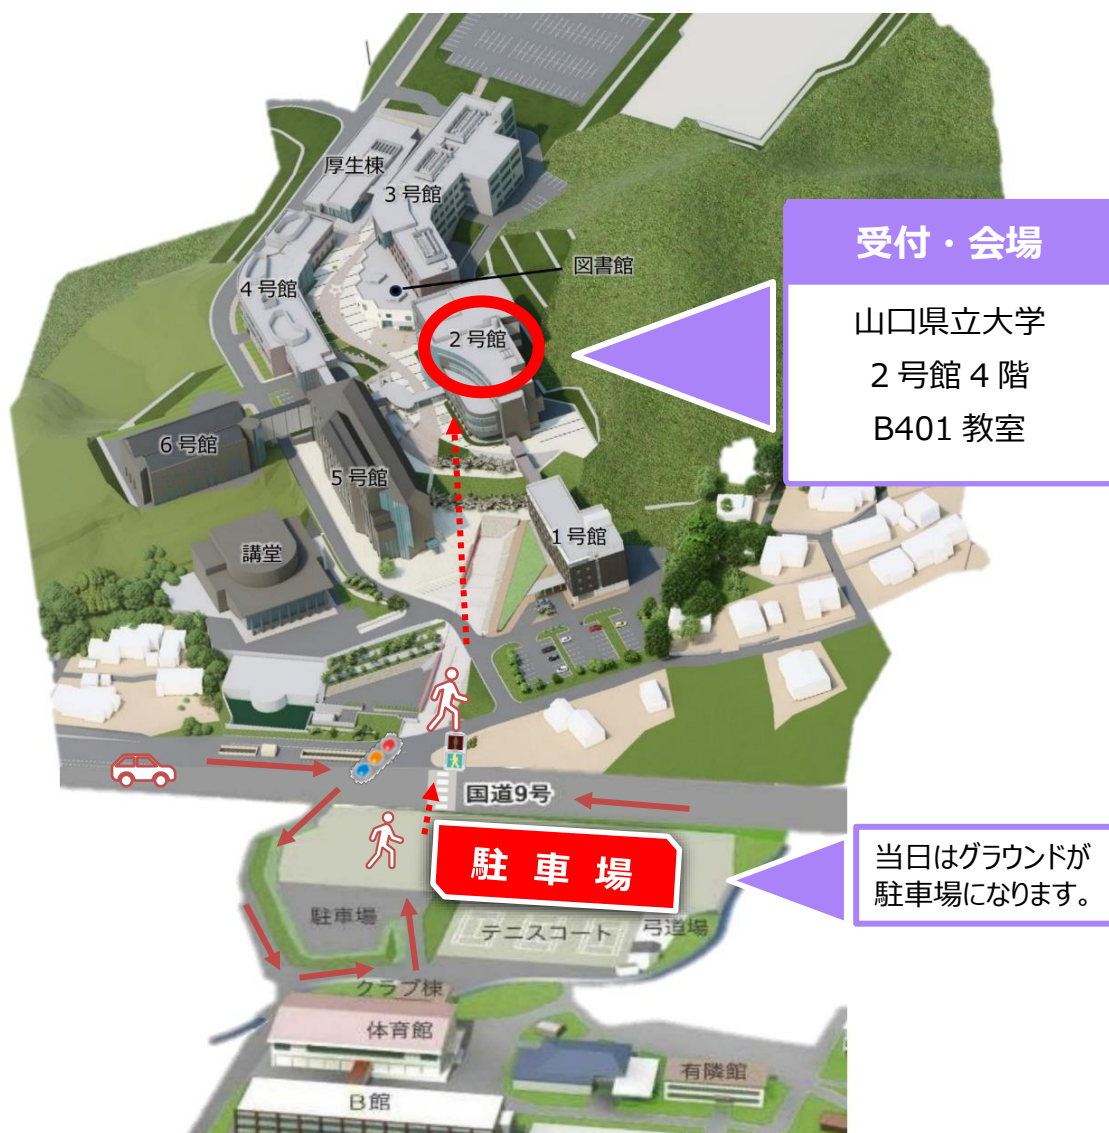 厚生棟
3号館
受付・会場
図書館
4号館
山口県立大学
2号館
2号館4階
B401教室
6号館
5号館
1号館
講堂
国道9号
駐車場
当日はグラウンドが
駐車場になります。
駐車場
テニスコート
弓道場
クラブ棟
体育館
有隣館
B館